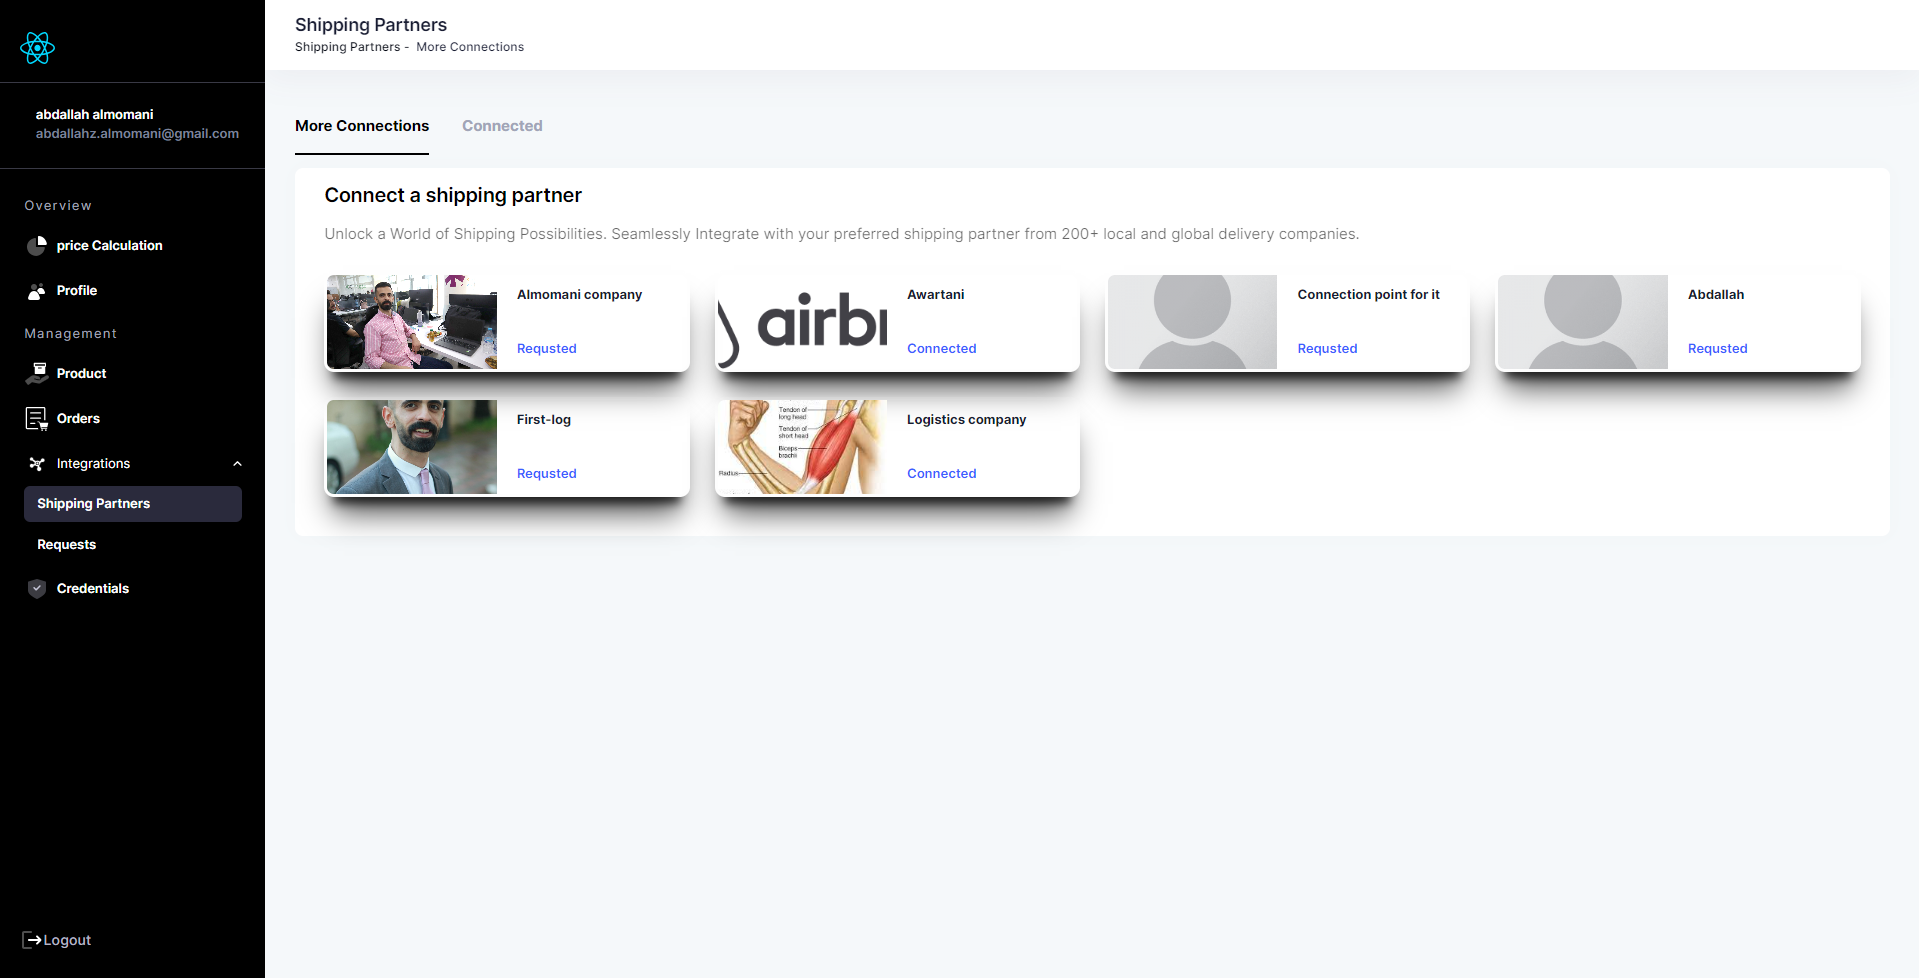 Shipping Partners
Shipping Partners - More Connections
abdallah almomani
abdallahz.almomani@gmail.com
Overview
price Calculation
Profile
Management
Product
Orders
Integrations
Shipping Partners
Requests
Credentials
Logout
More Connections
Connected
Connect a shipping partner
Unlock a World of Shipping Possibilities. Seamlessly Integrate with your preferred shipping partner from 200+ local and global delivery companies.
Almomani company
Requsted
airb
Awartani
Connected
Connection point for it
Requsted
Abdallah
Requsted
First-log
Requsted
Tendon of
long head
Tendon of
short head
Biceps
brachii
Radius
Logistics company
Connected